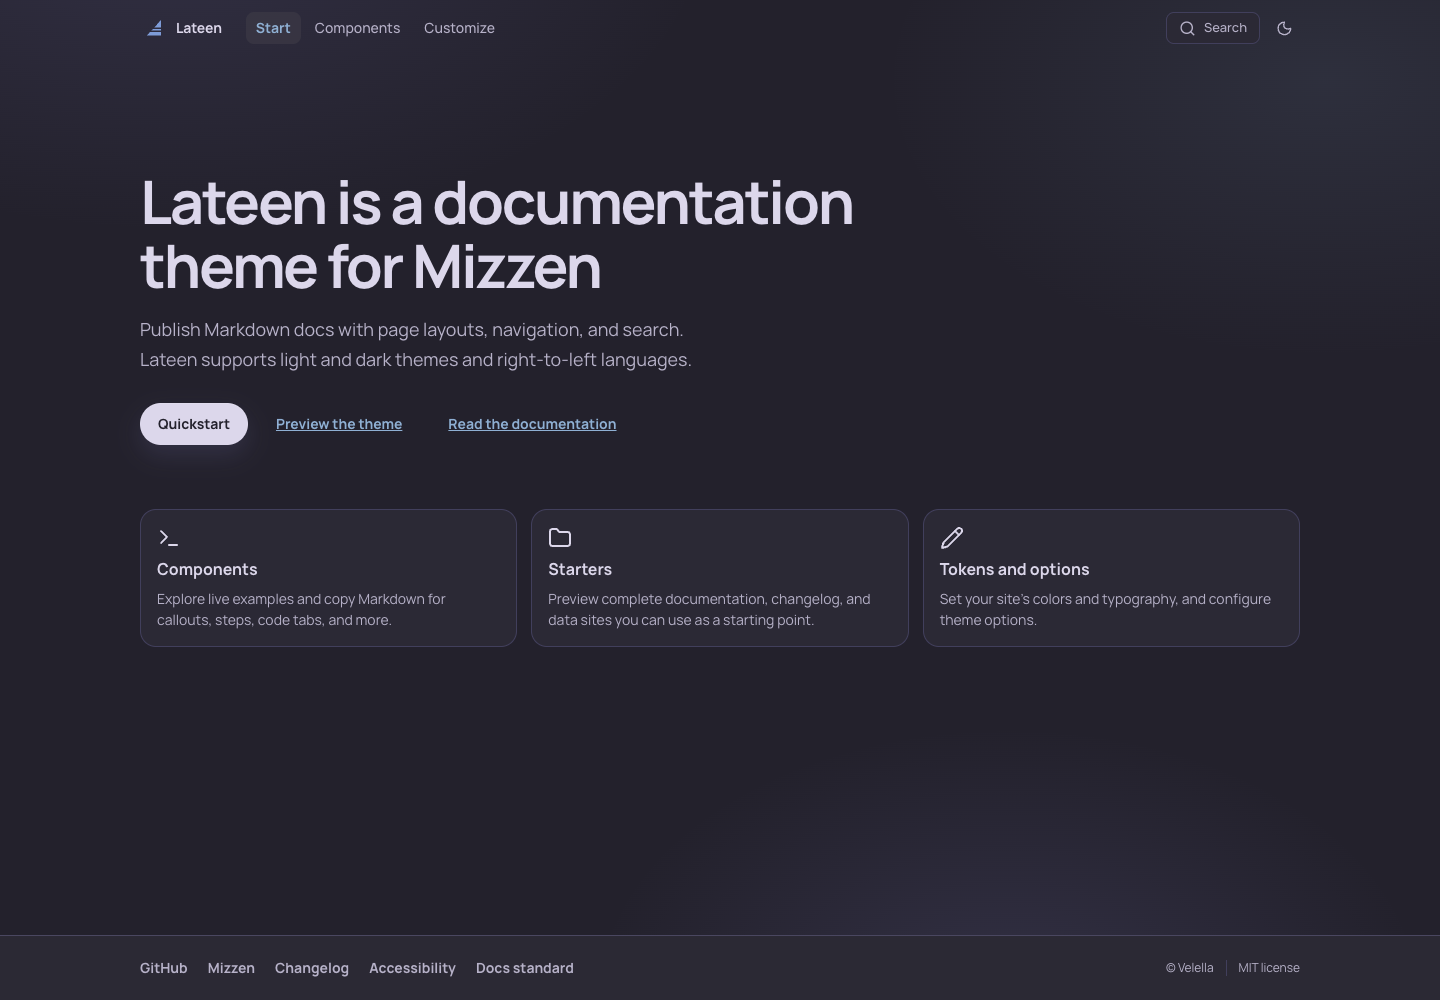 Lateen
Start
Components
Customize
Search
Lateen is a documentation
theme for Mizzen
Publish Markdown docs with page layouts, navigation, and search.
Lateen supports light and dark themes and right-to-left languages.
Quickstart
Preview the theme
Read the documentation
Components
Explore live examples and copy Markdown for
callouts, steps, code tabs, and more.
Starters
Preview complete documentation, changelog, and
data sites you can use as a starting point.
Tokens and options
Set your site's colors and typography, and configure
theme options.
GitHub
Mizzen
Changelog
Accessibility
Docs standard
© Velella
MIT license